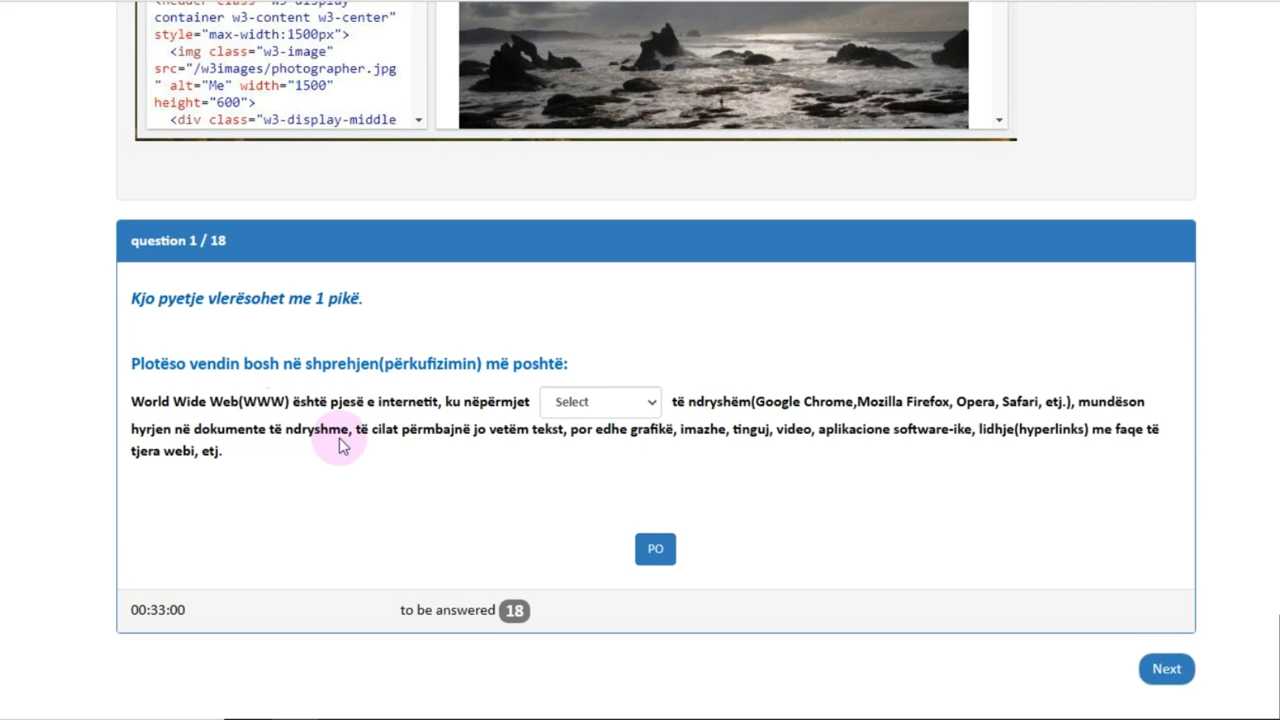 <header class="w3-display-
container w3-content w3-center"
style="max-width:1500px">
<img class="w3-image"
src="/w3images/photographer.jpg
" alt="Me" width="1500"
height="600">
<div class="w3-display-middle
question 1 / 18
Kjo pyetje vlerësohet me 1 pikë.
Plotëso vendin bosh në shprehjen(përkufizimin) më poshtë:
World Wide Web(WWW) është pjesë e internetit, ku nëpërmjet Select të ndryshëm(Google Chrome,Mozilla Firefox, Opera, Safari, etj.), mundëson
hyrjen në dokumente të ndryshme, të cilat përmbajnë jo vetëm tekst, por edhe grafikë, imazhe, tinguj, video, aplikacione software-ike, lidhje(hyperlinks) me faqe të
tjera webi, etj.
PO
00:33:00 to be answered 18
Next